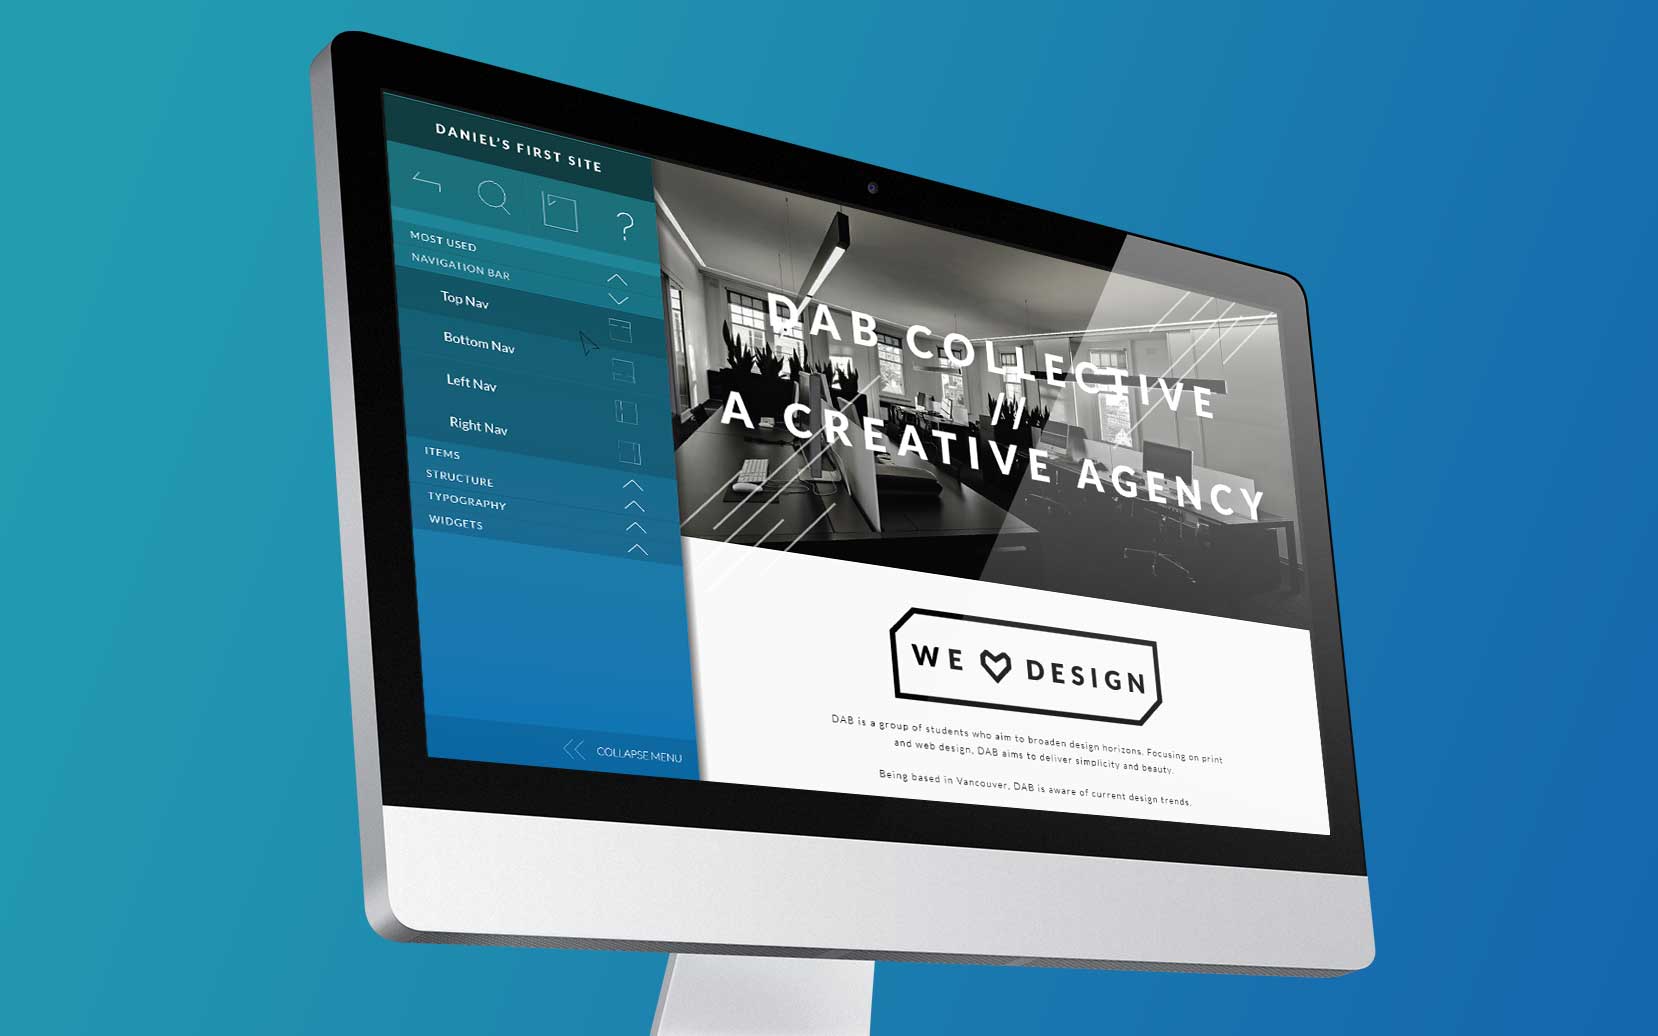 DANIEL'S FIRST SITE
?
MOST USED
NAVIGATION BAR
Top Nav
Bottom Nav
Left Nav
Right Nav
ITEMS
STRUCTURE
TYPOGRAPHY
WIDGETS
COLLAPSE MENU
DAB COLLECTIVE
//
A CREATIVE AGENCY
WE DESIGN
DAB is a group of students who aim to broaden design horizons. Focusing on print
and web design, DAB aims to deliver simplicity and beauty.
Being based in Vancouver, DAB is aware of current design trends.